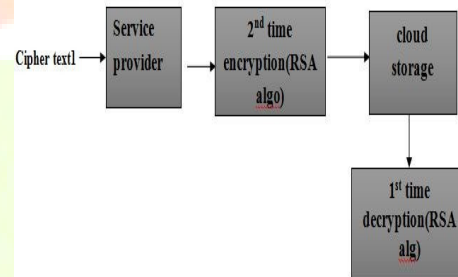 Cipher text1
Service
provider
2nd time
encryption(RSA
algo)
cloud
storage
1st time
decryption(RSA
alg)